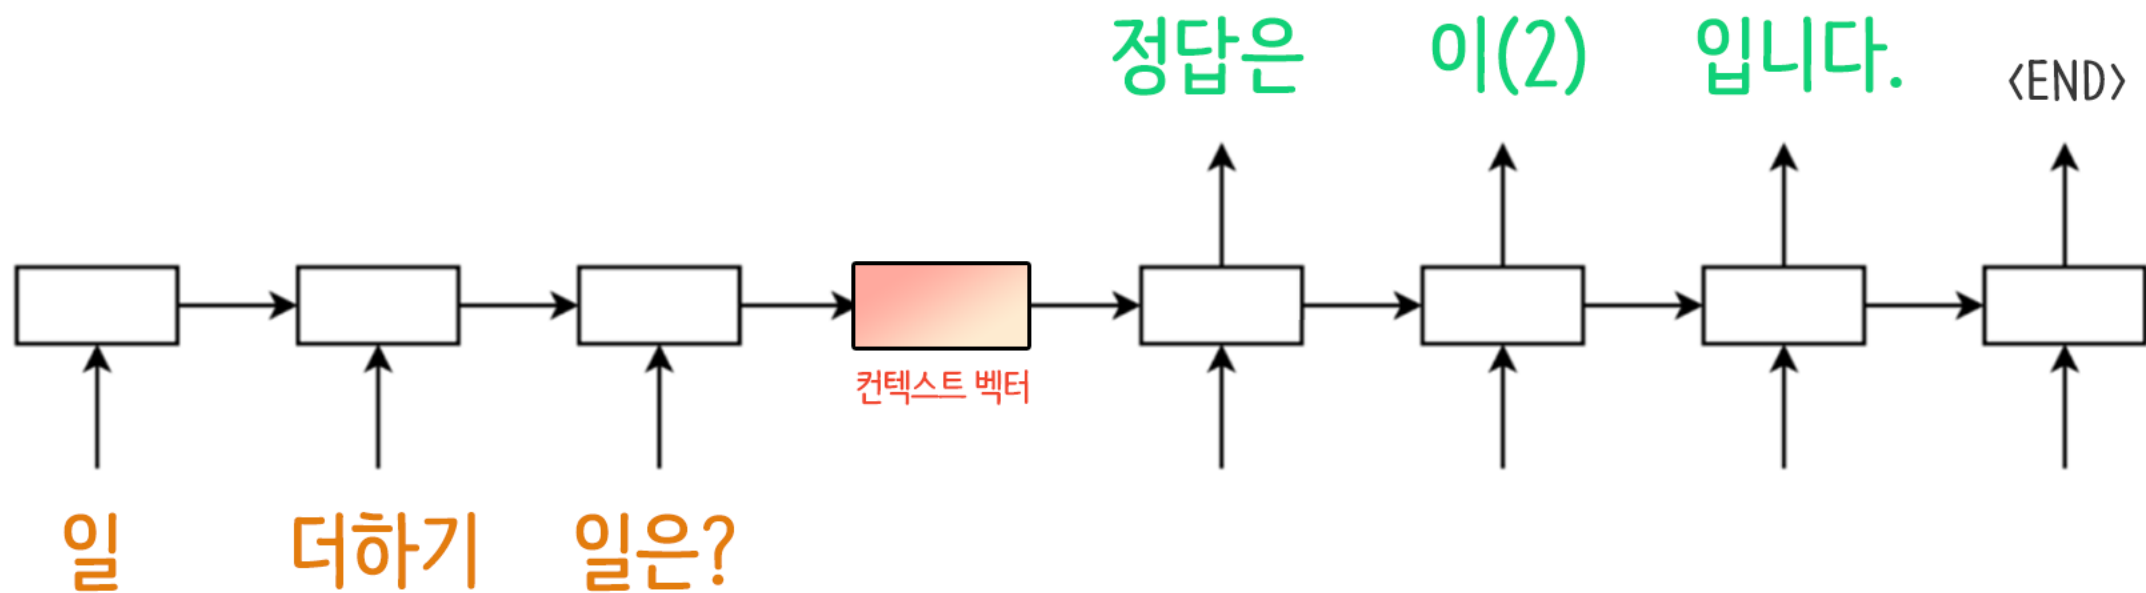 정답은 이(2) 입니다. <END>
컨텍스트 벡터
일 더하기 일은?